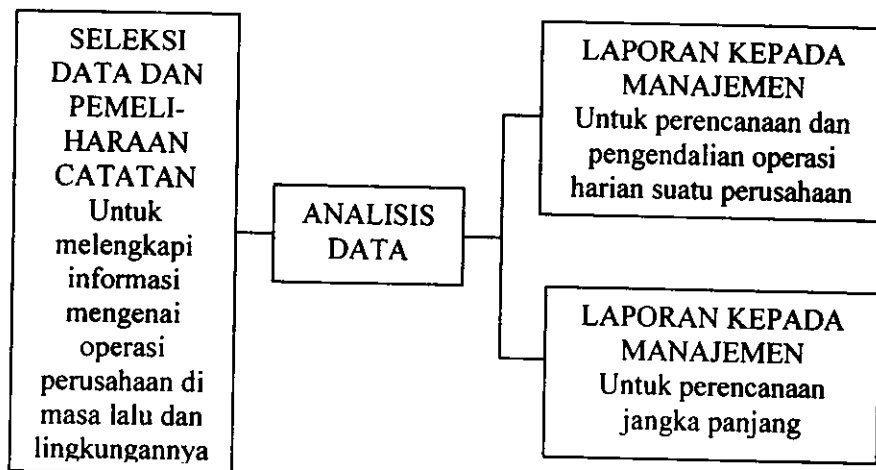 SELEKSI
DATA DAN
PEMELI-
HARAAN
CATATAN
Untuk
melengkapi
informasi
mengenai
operasi
perusahaan di
masa lalu dan
lingkungannya
ANALISIS
DATA
LAPORAN KEPADA
MANAJEMEN
Untuk perencanaan dan
pengendalian operasi
harian suatu perusahaan
LAPORAN KEPADA
MANAJEMEN
Untuk perencanaan
jangka panjang